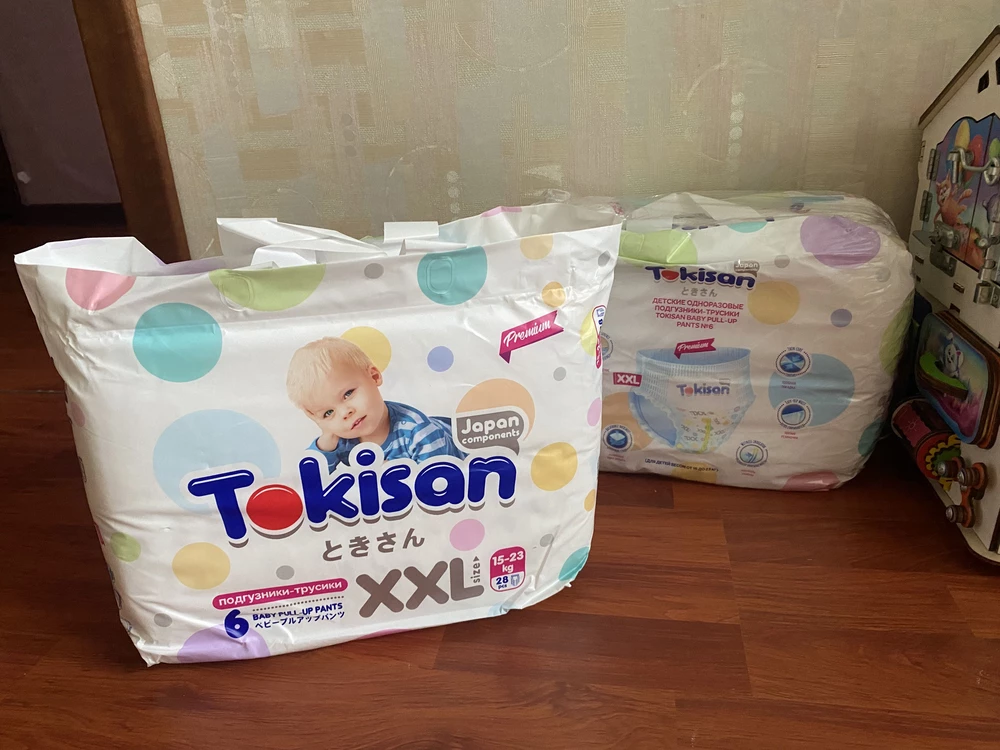 Premium
Japan
components
Tokisan
ときさん
подгузники-трусики
6 BABY PULL-UP PANTS
ベビープルアップパンツ
XXL size
15-23
kg
28
pcs
Japan
Tokisan
ときさん
ДЕТСКИЕ ОДНОРАЗОВЫЕ
ПОДГУЗНИКИ-ТРУСИКИ
TOKISAN BABY PULL-UP
PANTS №6
Premium
XXL
Tokisan